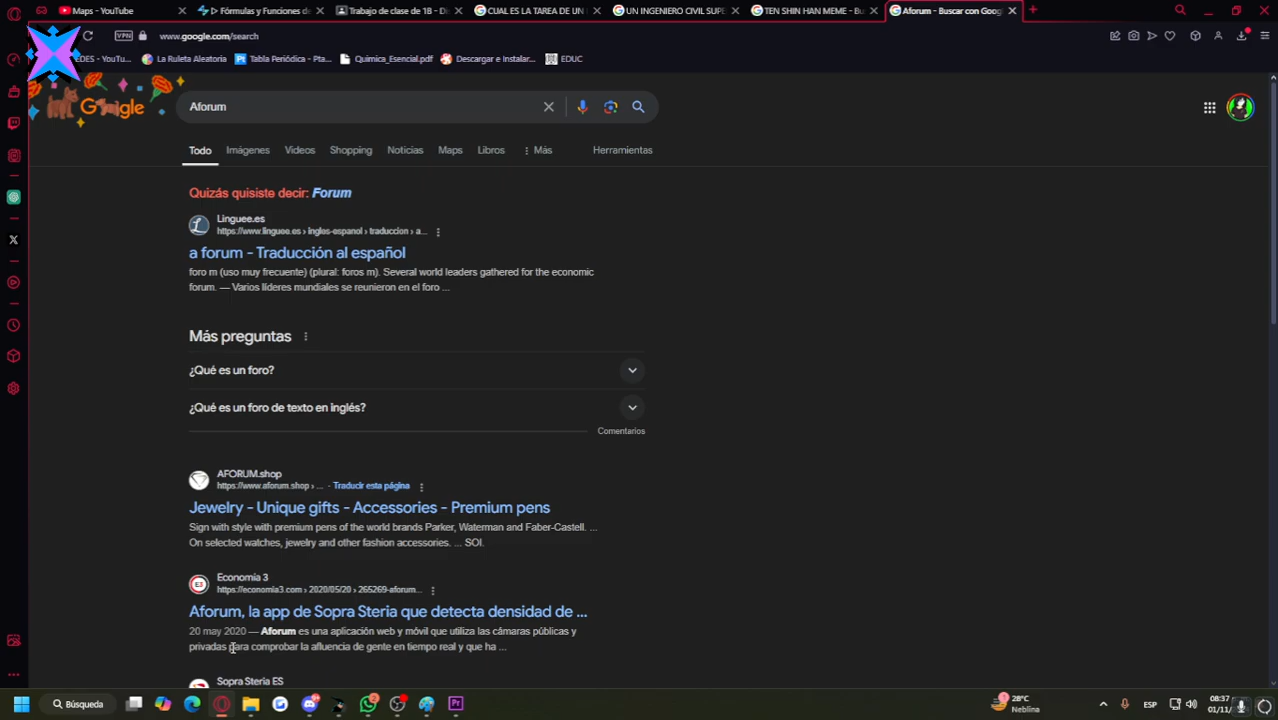 Maps - YouTube
▷ Fórmulas y Funciones de
Trabajo de clase de 1B - De
CUAL ES LA TAREA DE UN
UN INGENIERO CIVIL SUPE
TEN SHIN HAN MEME - Bu
Aforum - Buscar con Goog
VPN
www.google.com/search
EDES - YouTu...
La Ruleta Aleatoria
Tabla Periódica - Pta...
Quimica_Esencial.pdf
Descargar e Instalar...
EDUC
Google
Aforum
Todo
Imágenes
Videos
Shopping
Noticias
Maps
Libros
Más
Herramientas
Quizás quisiste decir: Forum
Linguee.es
https://www.linguee.es › ingles-espanol › traduccion › a...
a forum - Traducción al español
foro m (uso muy frecuente) (plural: foros m). Several world leaders gathered for the economic
forum. — Varios líderes mundiales se reunieron en el foro ...
Más preguntas
¿Qué es un foro?
¿Qué es un foro de texto en inglés?
Comentarios
AFORUM.shop
https://www.aforum.shop › ... · Traducir esta página
Jewelry - Unique gifts - Accessories - Premium pens
Sign with style with premium pens of the world brands Parker, Waterman and Faber-Castell. ...
On selected watches, jewelry and other fashion accessories. ... SOI.
Economía 3
https://economia3.com › 2020/05/20 › 265269-aforum...
Aforum, la app de Sopra Steria que detecta densidad de ...
20 may 2020 — Aforum es una aplicación web y móvil que utiliza las cámaras públicas y
privadas para comprobar la afluencia de gente en tiempo real y que ha ...
Sopra Steria ES
Búsqueda
2
Pr
28°C
Neblina
ESP
08:37
01/11/